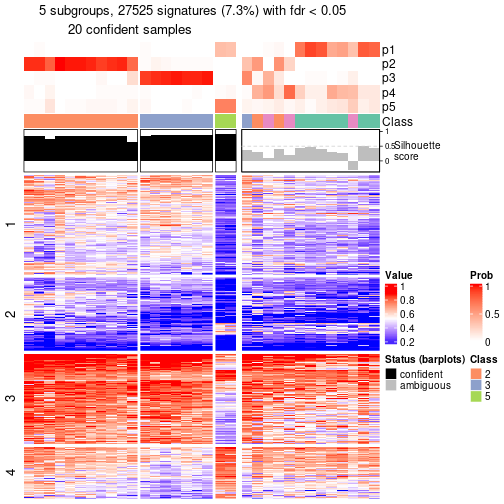 5 subgroups, 27525 signatures (7.3%) with fdr < 0.05
20 confident samples
p1
p2
p3
p4
p5
Class
1
0.5
0
Silhouette
score
1
2
3
4
Value
1
0.8
0.6
0.4
0.2
Prob
1
0.5
0
Status (barplots)
confident
ambiguous
Class
2
3
5